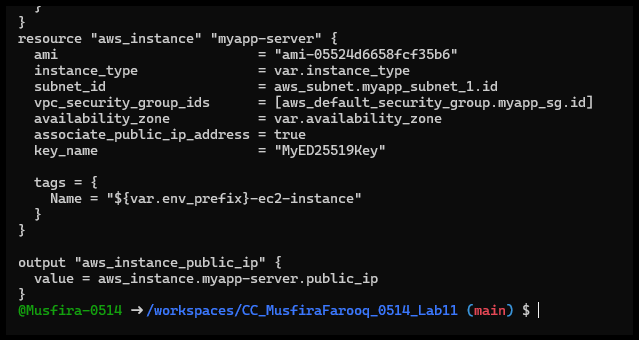 }
}
resource "aws_instance" "myapp-server" {
  ami                         = "ami-05524d6658fcf35b6"
  instance_type               = var.instance_type
  subnet_id                   = aws_subnet.myapp_subnet_1.id
  vpc_security_group_ids      = [aws_default_security_group.myapp_sg.id]
  availability_zone           = var.availability_zone
  associate_public_ip_address = true
  key_name                    = "MyED25519Key"

  tags = {
    Name = "${var.env_prefix}-ec2-instance"
  }
}

output "aws_instance_public_ip" {
  value = aws_instance.myapp-server.public_ip
}
@Musfira-0514 ➜/workspaces/CC_MusfiraFarooq_0514_Lab11 (main) $